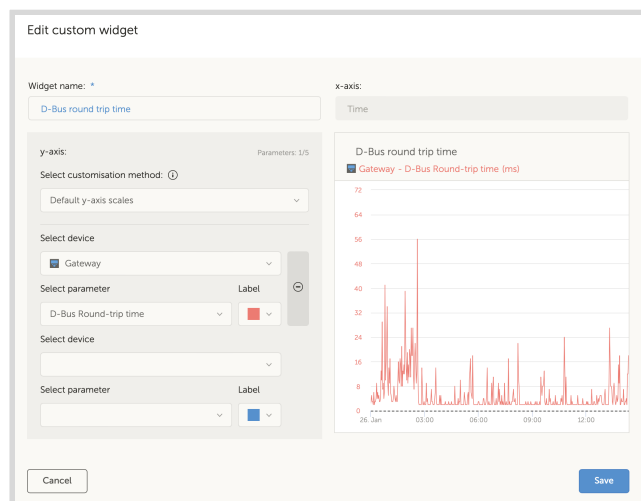 Edit custom widget
Widget name: *
D-Bus round trip time
x-axis:
Time
y-axis:
Parameters: 1/5
Select customisation method:
Default y-axis scales
Select device
Gateway
Select parameter
Label
D-Bus Round-trip time
Select device
Select parameter
Label
D-Bus round trip time
Gateway - D-Bus Round-trip time (ms)
72
64
56
48
40
32
24
16
8
0
26. Jan
03:00
06:00
09:00
12:00
Cancel
Save